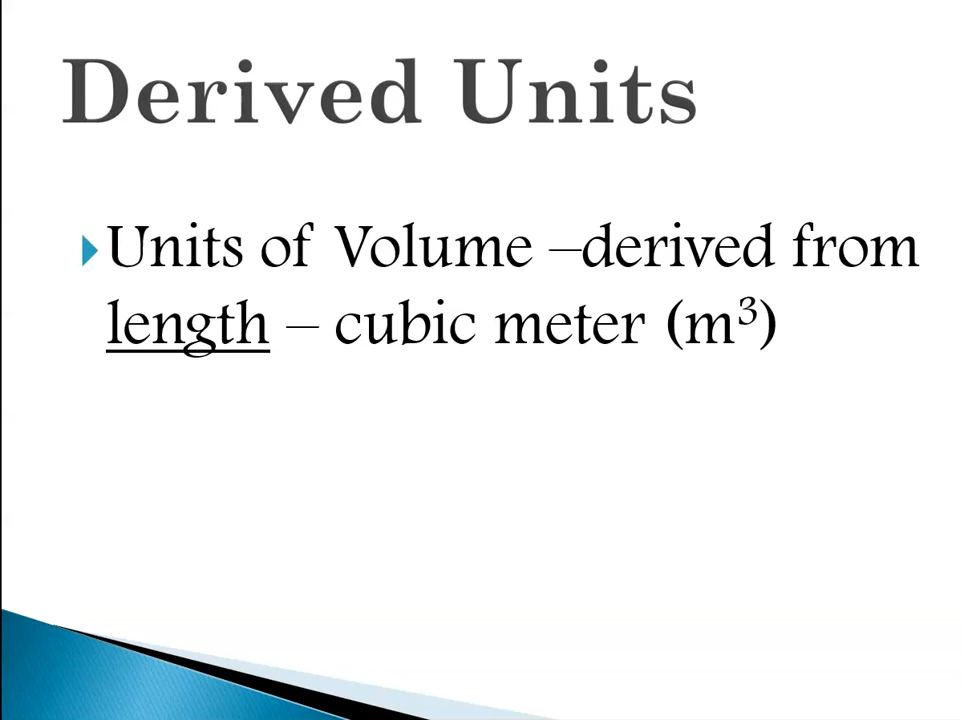 Derived Units
Units of Volume –derived from
length – cubic meter (m³)